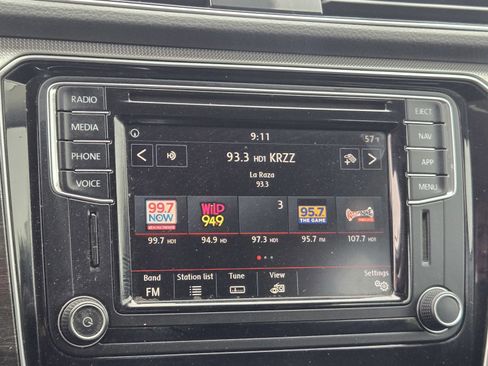 RADIO
MEDIA
PHONE
VOICE
EJECT
NAV
APP
MENU
9:11
57°F
93.3 HD1 KRZZ
La Raza
93.3
99.7
NOW
WiLD
94.9
3
95.7
THE GAME
99.7 HD1
94.9 HD
97.3 HD1
95.7 FM
107.7 HD1
Band
Station list
Tune
View
Settings
FM